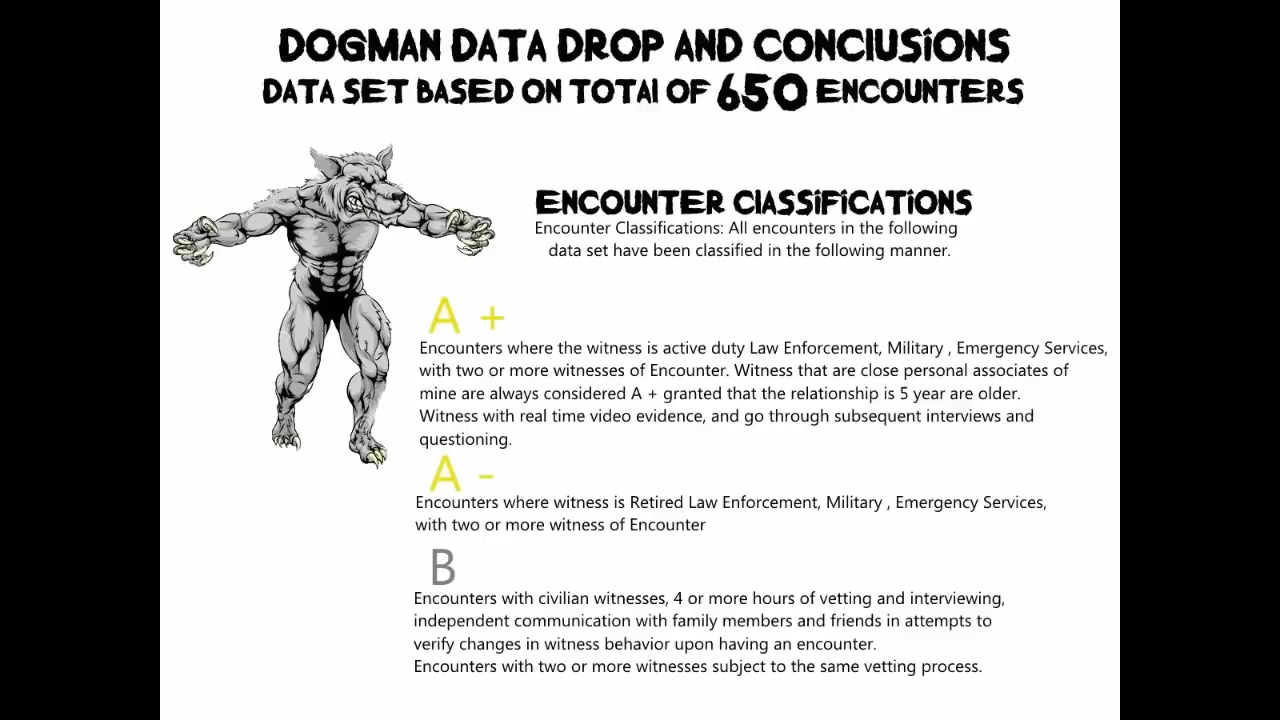 DOGMAN DATA DROP AND CONClUSiONS
DATA SET BASED ON TOTAl OF 650 ENCOUNTERS
ENCOUNTER ClASSiFiCATiONS
Encounter Classifications: All encounters in the following
data set have been classified in the following manner.
A +
Encounters where the witness is active duty Law Enforcement, Military , Emergency Services,
with two or more witnesses of Encounter. Witness that are close personal associates of
mine are always considered A + granted that the relationship is 5 year are older.
Witness with real time video evidence, and go through subsequent interviews and
questioning.
A -
Encounters where witness is Retired Law Enforcement, Military , Emergency Services,
with two or more witness of Encounter
B
Encounters with civilian witnesses, 4 or more hours of vetting and interviewing,
independent communication with family members and friends in attempts to
verify changes in witness behavior upon having an encounter.
Encounters with two or more witnesses subject to the same vetting process.